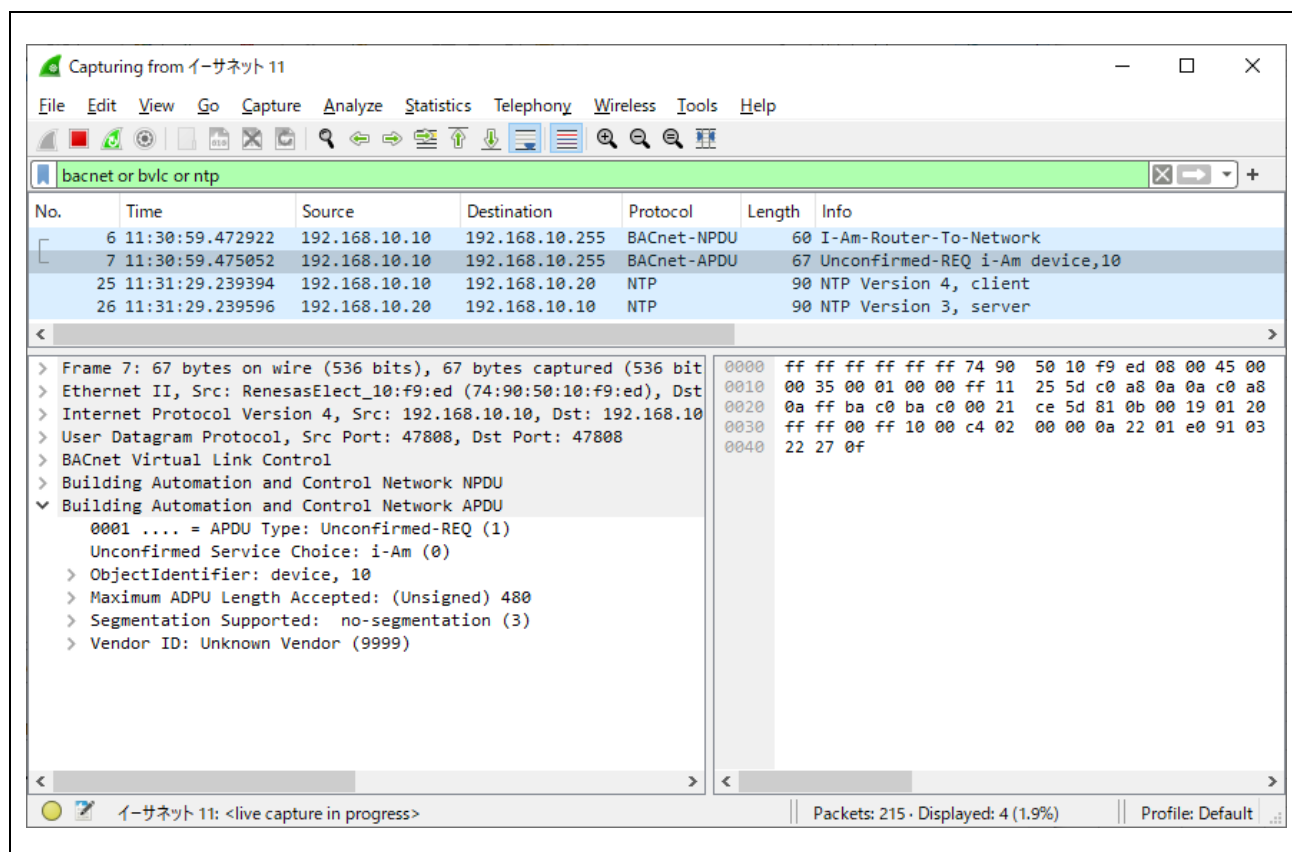 Capturing from イーサネット 11
File Edit View Go Capture Analyze Statistics Telephony Wireless Tools Help
bacnet or bvlc or ntp
No. Time Source Destination Protocol Length Info
6 11:30:59.472922 192.168.10.10 192.168.10.255 BACnet-NPDU 60 I-Am-Router-To-Network
7 11:30:59.475052 192.168.10.10 192.168.10.255 BACnet-APDU 67 Unconfirmed-REQ i-Am device,10
25 11:31:29.239394 192.168.10.10 192.168.10.20 NTP 90 NTP Version 4, client
26 11:31:29.239596 192.168.10.20 192.168.10.10 NTP 90 NTP Version 3, server
> Frame 7: 67 bytes on wire (536 bits), 67 bytes captured (536 bit
> Ethernet II, Src: RenesasElect_10:f9:ed (74:90:50:10:f9:ed), Dst
> Internet Protocol Version 4, Src: 192.168.10.10, Dst: 192.168.10
> User Datagram Protocol, Src Port: 47808, Dst Port: 47808
> BACnet Virtual Link Control
> Building Automation and Control Network NPDU
Building Automation and Control Network APDU
0001 .... = APDU Type: Unconfirmed-REQ (1)
Unconfirmed Service Choice: i-Am (0)
> ObjectIdentifier: device, 10
> Maximum ADPU Length Accepted: (Unsigned) 480
> Segmentation Supported: no-segmentation (3)
> Vendor ID: Unknown Vendor (9999)
0000 ff ff ff ff ff ff 74 90 50 10 f9 ed 08 00 45 00
0010 00 35 00 01 00 00 ff 11 25 5d c0 a8 0a 0a c0 a8
0020 0a ff ba c0 ba c0 00 21 ce 5d 81 0b 00 19 01 20
0030 ff ff 00 ff 10 00 c4 02 00 00 0a 22 01 e0 91 03
0040 22 27 0f
イーサネット 11: <live capture in progress>
Packets: 215 · Displayed: 4 (1.9%)
Profile: Default